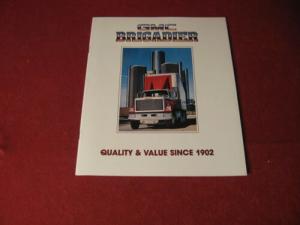 GMC
BRIGADIER
QUALITY & VALUE SINCE 1902